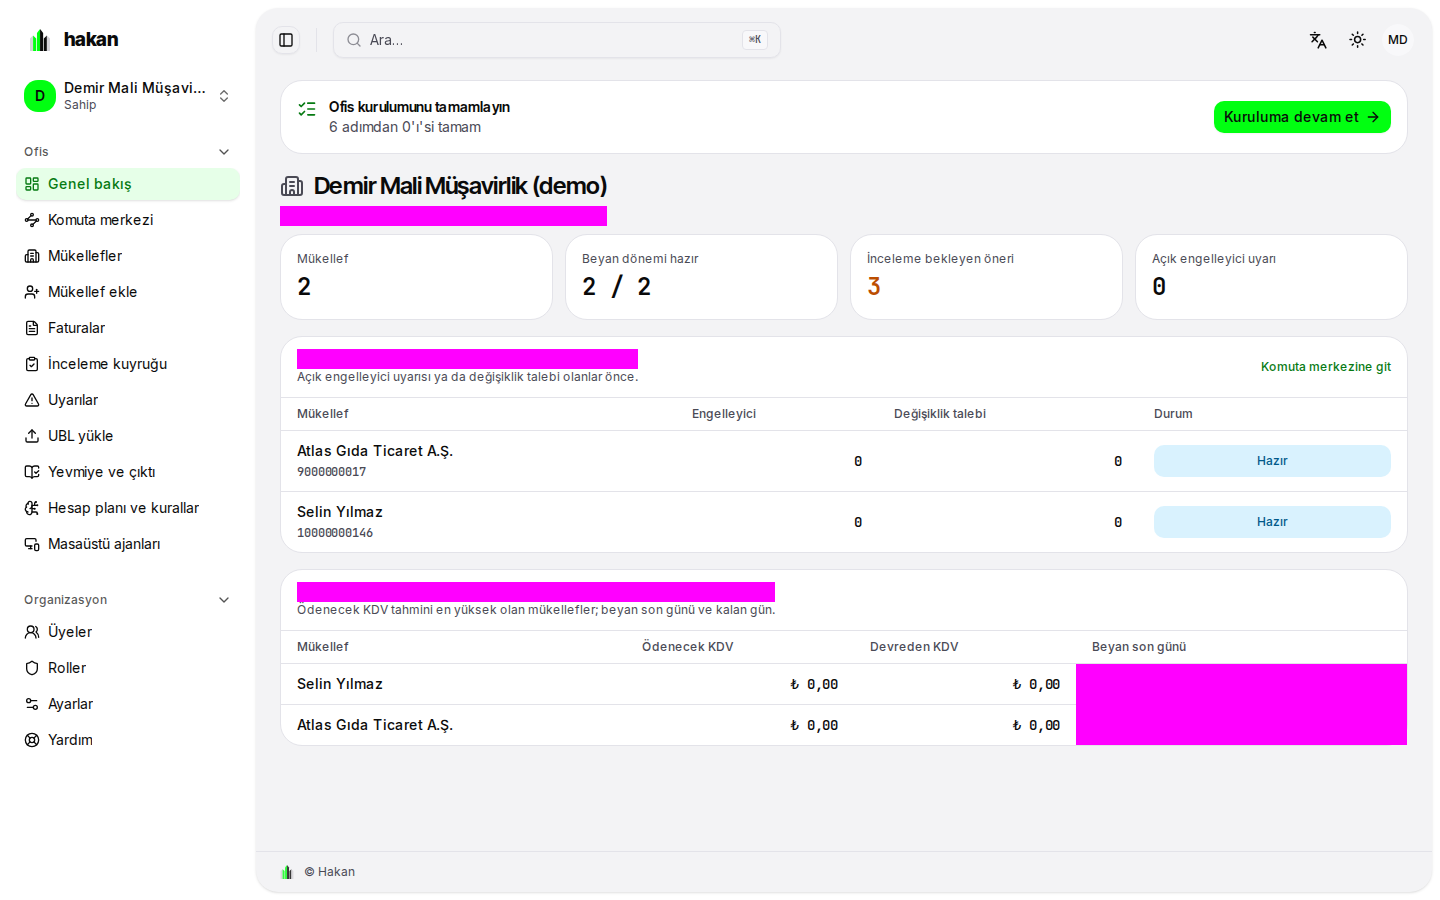 hakan
D
Demir Mali Müşavi...
Sahip
Ofis
Genel bakış
Komuta merkezi
Mükellefler
Mükellef ekle
Faturalar
İnceleme kuyruğu
Uyarılar
UBL yükle
Yevmiye ve çıktı
Hesap planı ve kurallar
Masaüstü ajanları
Organizasyon
Üyeler
Roller
Ayarlar
Yardım
Ara...
⌘K
MD
Ofis kurulumunu tamamlayın
6 adımdan 0'ı'si tamam
Kuruluma devam et
Demir Mali Müşavirlik (demo)
Mükellef
2
Beyan dönemi hazır
2 / 2
İnceleme bekleyen öneri
3
Açık engelleyici uyarı
0
Açık engelleyici uyarısı ya da değişiklik talebi olanlar önce.
Komuta merkezine git
Mükellef Engelleyici Değişiklik talebi Durum
Atlas Gıda Ticaret A.Ş.
9000000017
0 0 Hazır
Selin Yılmaz
10000000146
0 0 Hazır
Ödenecek KDV tahmini en yüksek olan mükellefler; beyan son günü ve kalan gün.
Mükellef Ödenecek KDV Devreden KDV Beyan son günü
Selin Yılmaz ₺ 0,00 ₺ 0,00
Atlas Gıda Ticaret A.Ş. ₺ 0,00 ₺ 0,00
© Hakan